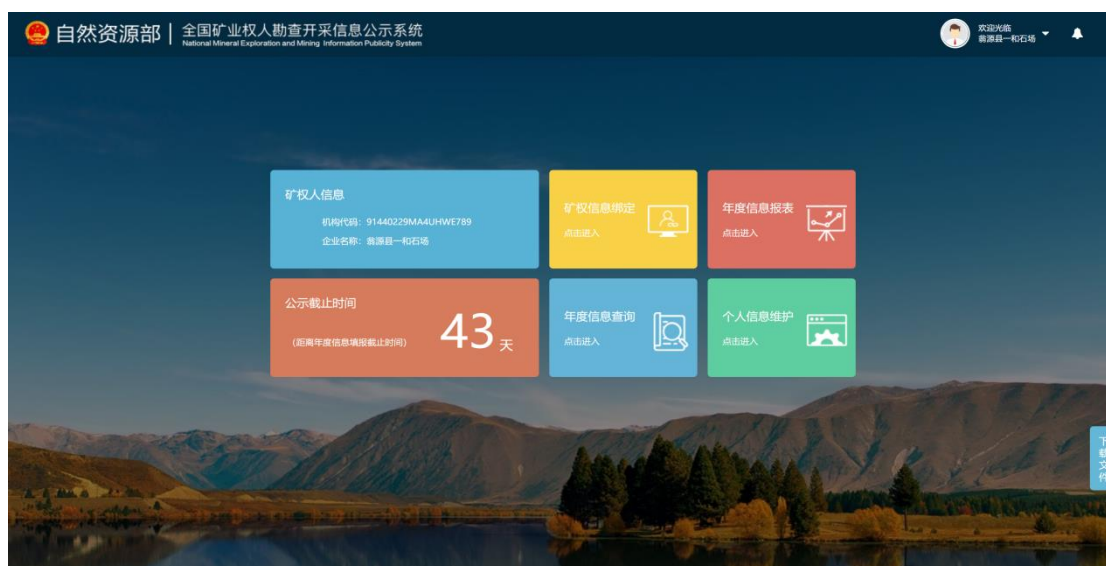 自然资源部
全国矿业权人勘查开采信息公示系统
National Mineral Exploration and Mining Information Publicity System
欢迎光临
翁源县一和石场
矿权人信息
机构代码：91440229MA4UHWE789
企业名称：翁源县一和石场
矿权信息绑定
点击进入
年度信息报表
点击进入
公示截止时间
（距离年度信息填报截止时间）
43 天
年度信息查询
点击进入
个人信息维护
点击进入
下载文件